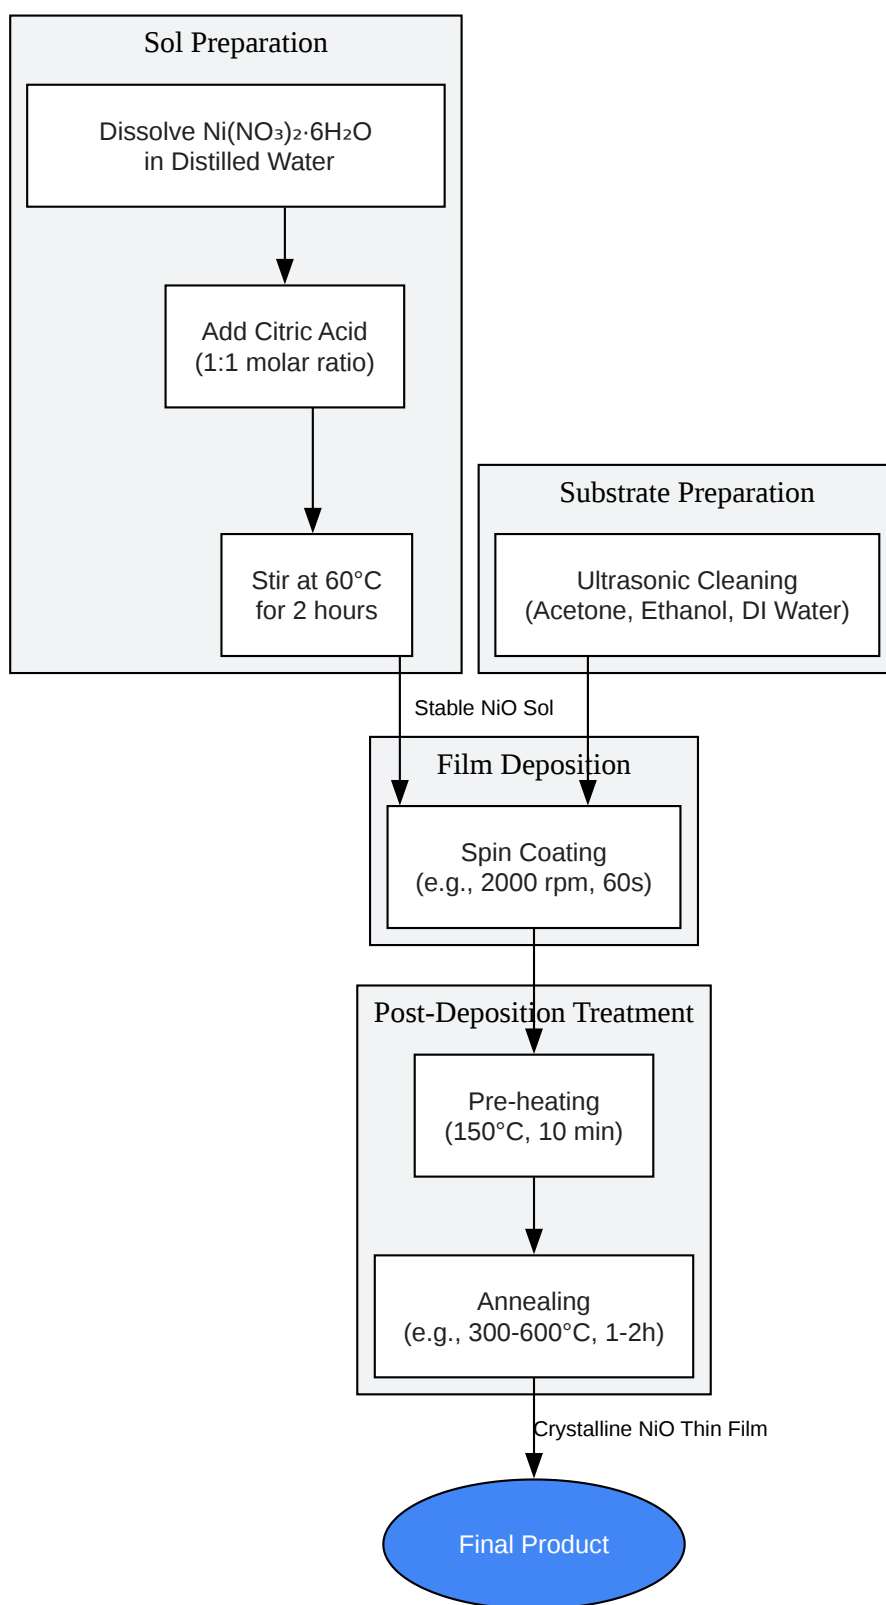 Sol Preparation
Dissolve Ni(NO₃)₂·6H₂O
in Distilled Water
Add Citric Acid
(1:1 molar ratio)
Stir at 60°C
for 2 hours
Substrate Preparation
Ultrasonic Cleaning
(Acetone, Ethanol, DI Water)
Stable NiO Sol
Film Deposition
Spin Coating
(e.g., 2000 rpm, 60s)
Post-Deposition Treatment
Pre-heating
(150°C, 10 min)
Annealing
(e.g., 300-600°C, 1-2h)
Crystalline NiO Thin Film
Final Product